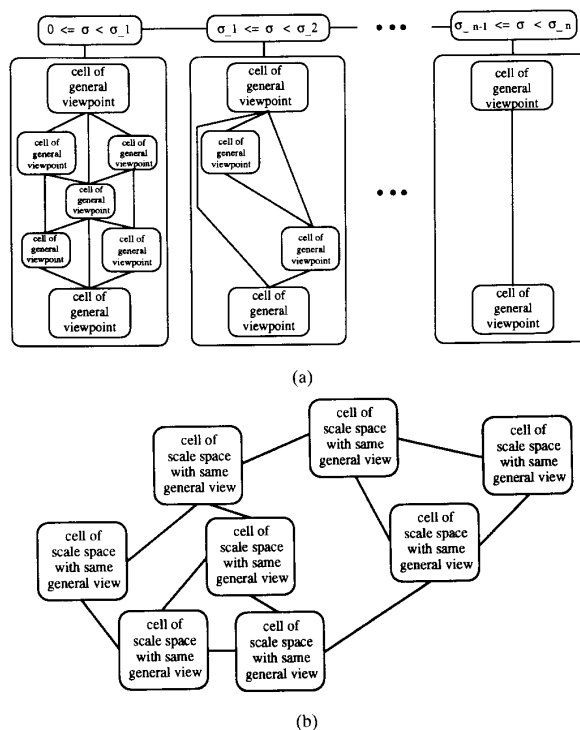 0 <= σ < σ_1
σ_1 <= σ < σ_2
• • •
σ_ n-1 <= σ < σ_ n
cell of
general
viewpoint
cell of
general
viewpoint
cell of
general
viewpoint
cell of
general
viewpoint
cell of
general
viewpoint
cell of
general
viewpoint
cell of
general
viewpoint
cell of
general
viewpoint
cell of
general
viewpoint
cell of
general
viewpoint
cell of
general
viewpoint
• • •
cell of
general
viewpoint
cell of
general
viewpoint
(a)
cell of
scale space
with same
general view
cell of
scale space
with same
general view
cell of
scale space
with same
general view
cell of
scale space
with same
general view
cell of
scale space
with same
general view
cell of
scale space
with same
general view
cell of
scale space
with same
general view
cell of
scale space
with same
general view
(b)